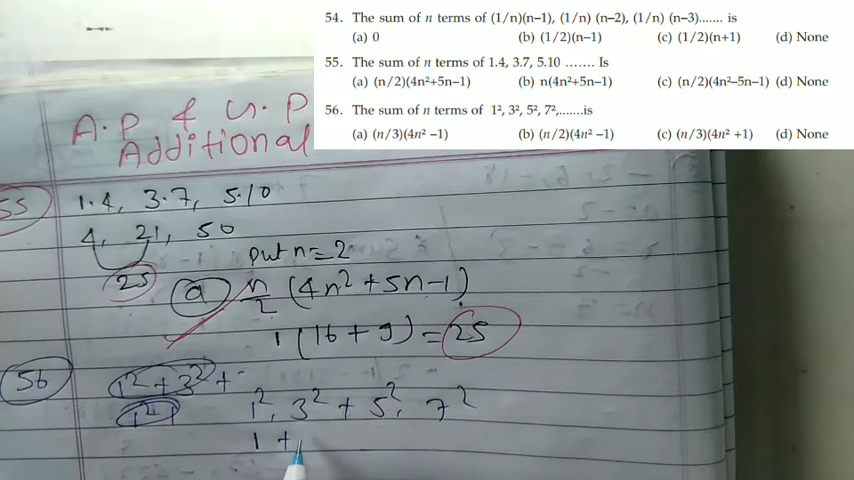 54. The sum of n terms of (1/n)(n–1), (1/n) (n–2), (1/n) (n–3)....... is
(a) 0 (b) (1/2)(n–1) (c) (1/2)(n+1) (d) None
55. The sum of n terms of 1.4, 3.7, 5.10 ....... Is
(a) (n/2)(4n²+5n–1) (b) n(4n²+5n–1) (c) (n/2)(4n²–5n–1) (d) None
56. The sum of n terms of 1², 3², 5², 7²,.......is
(a) (n/3)(4n² –1) (b) (n/2)(4n² –1) (c) (n/3)(4n² +1) (d) None
A.P & G.P
Additional
55 1.4, 3.7, 5.10
4, 21, 50
put n=2
25 (a) n/2 (4n²+5n-1)
1 (16+9) = 25
56 1²+3²+
1², 3² + 5², 7²
1 +